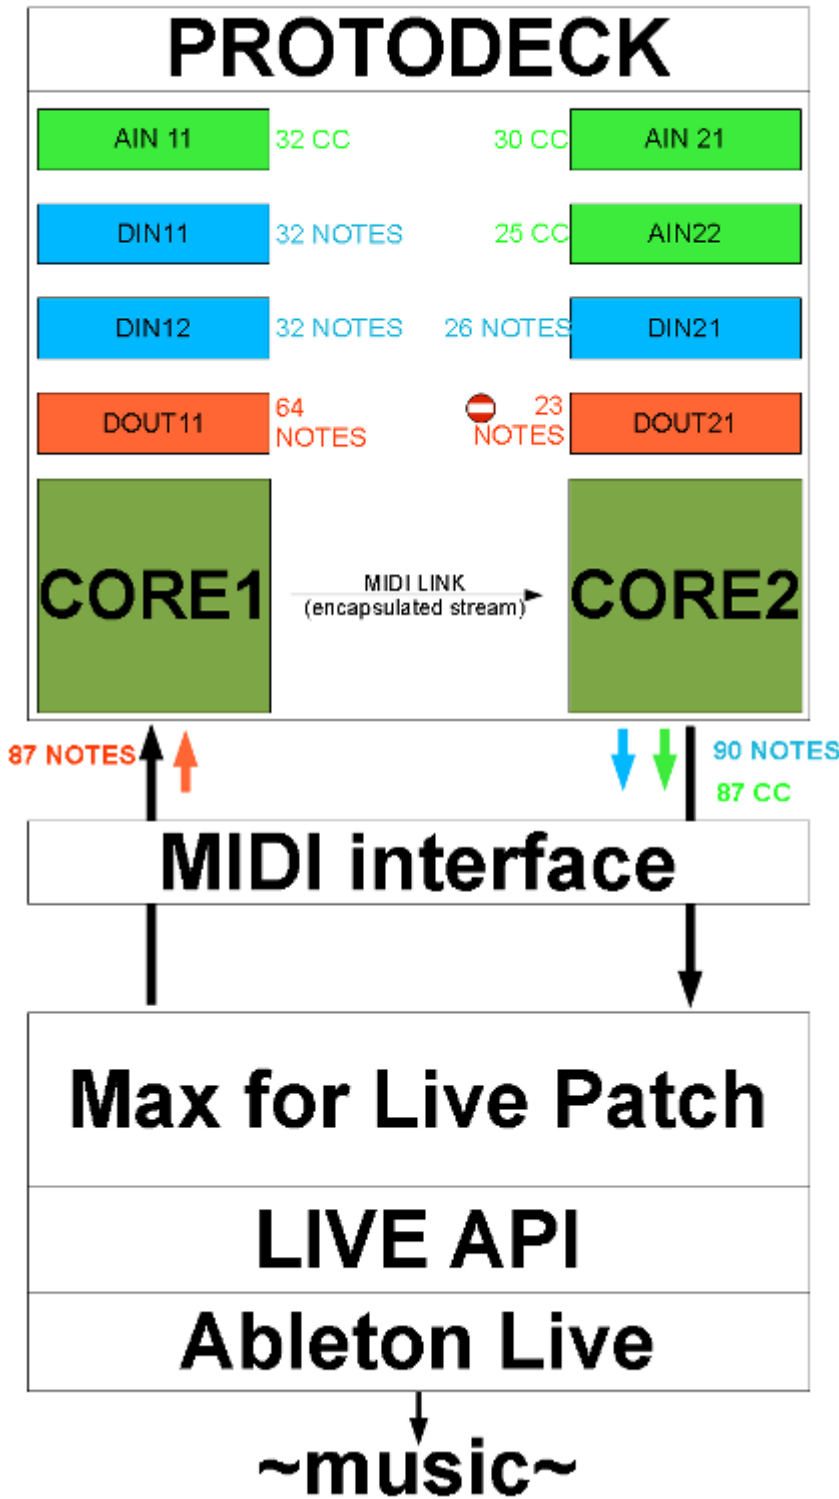 PROTODECK
AIN 11
32 CC
30 CC
AIN 21
DIN11
32 NOTES
25 CC
AIN22
DIN12
32 NOTES
26 NOTES
DIN21
DOUT11
64
NOTES
23
NOTES
DOUT21
CORE1
MIDI LINK
(encapsulated stream)
CORE2
87 NOTES
90 NOTES
87 CC
MIDI interface
Max for Live Patch
LIVE API
Ableton Live
~music~